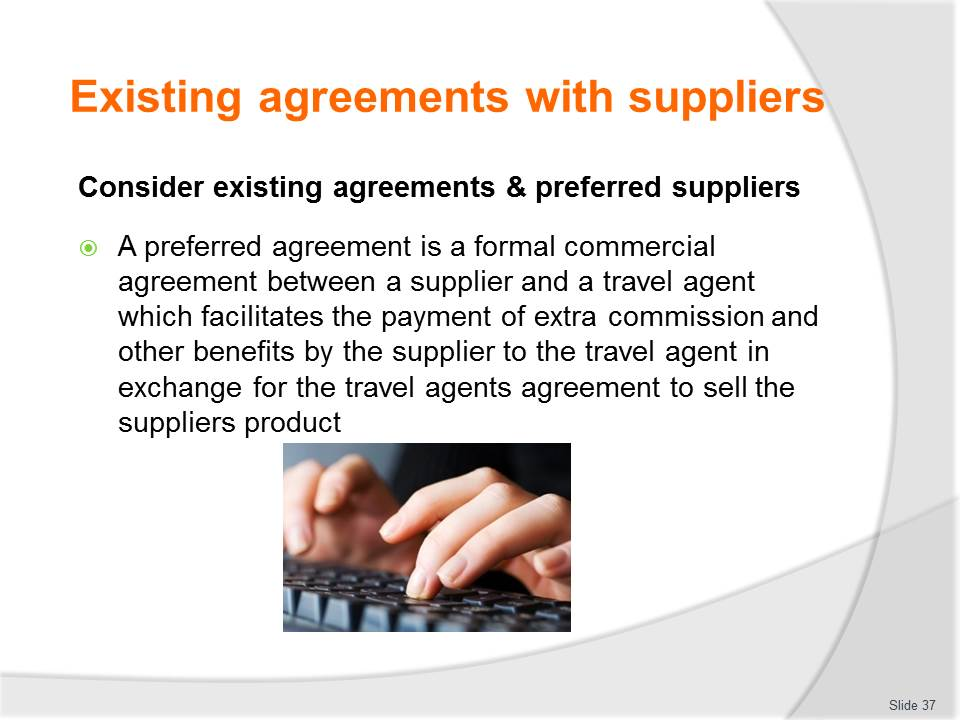 Existing agreements with suppliers
Consider existing agreements & preferred suppliers
A preferred agreement is a formal commercial
agreement between a supplier and a travel agent
which facilitates the payment of extra commission and
other benefits by the supplier to the travel agent in
exchange for the travel agents agreement to sell the
suppliers product
Slide 37